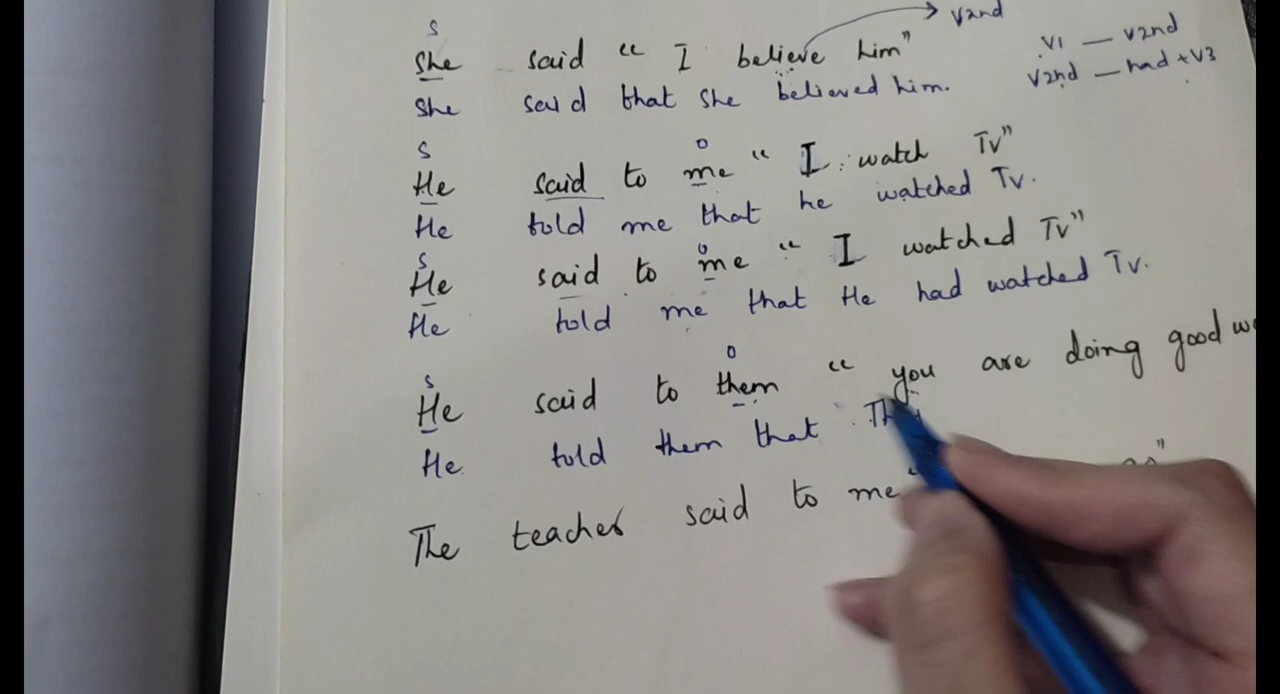 S
She said “ I believe him” → V2nd
She said that she believed him.
V1 — V2nd
V2nd — had + V3
S O
He said to me “ I watch Tv”
He told me that he watched Tv.
S O
He said to me “ I watched Tv”
He told me that He had watched Tv.
S O
He said to them “ you are doing good
He told them that
The teacher said to me “